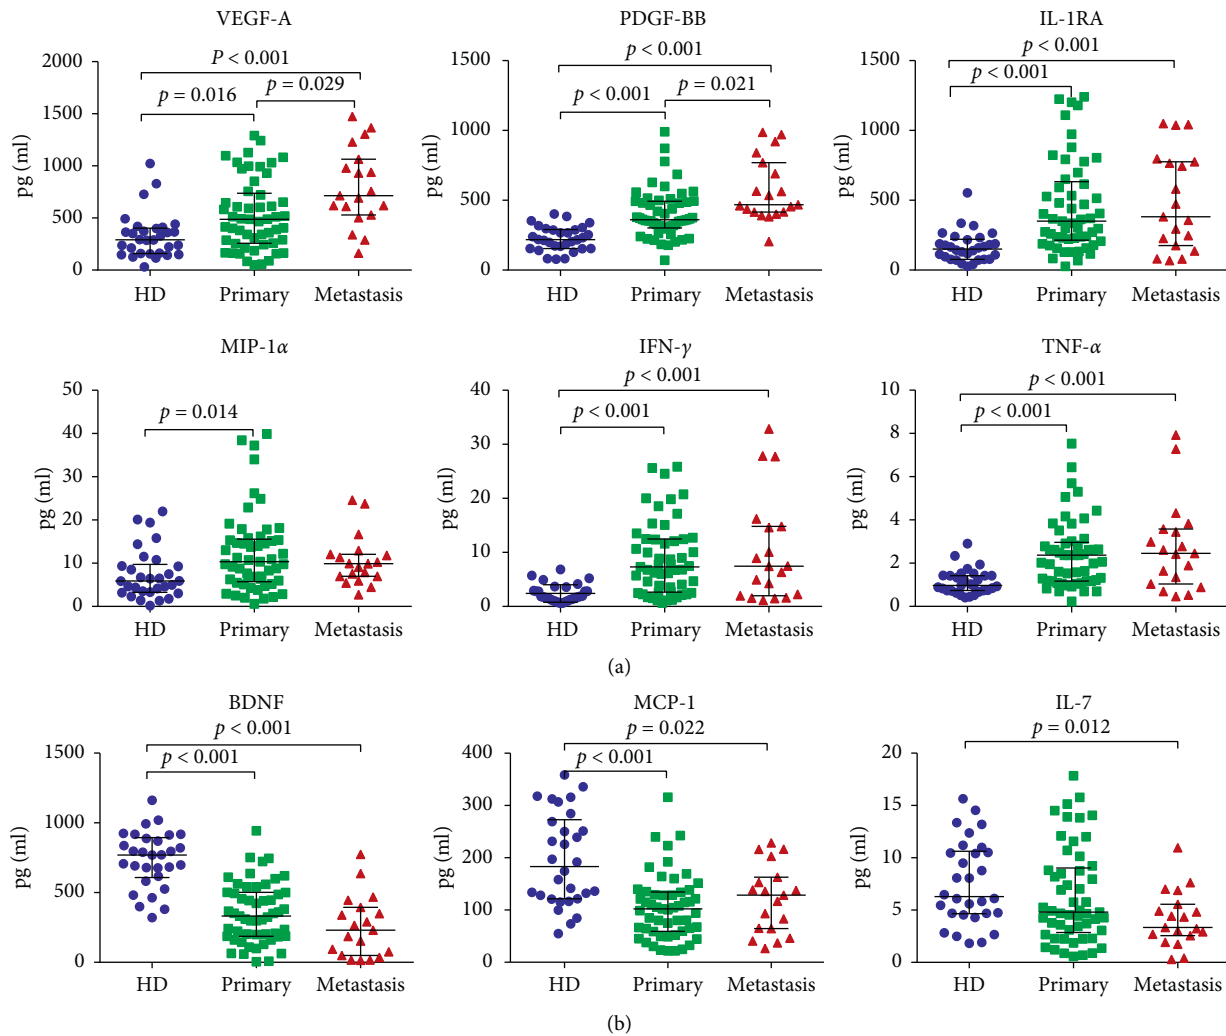 VEGF-A
PDGF-BB
IL-1RA
pg (ml)
2000
1500
1000
500
0
P < 0.001
p = 0.016
p = 0.029
HD
Primary
Metastasis
pg (ml)
1500
1000
500
0
p < 0.001
p < 0.001
p = 0.021
HD
Primary
Metastasis
pg (ml)
1500
1000
500
0
p < 0.001
p < 0.001
HD
Primary
Metastasis
MIP-1α
IFN-γ
TNF-α
pg (ml)
50
40
30
20
10
0
p = 0.014
HD
Primary
Metastasis
pg (ml)
40
30
20
10
0
p < 0.001
p < 0.001
HD
Primary
Metastasis
pg (ml)
10
8
6
4
2
0
p < 0.001
p < 0.001
HD
Primary
Metastasis
(a)
BDNF
MCP-1
IL-7
pg (ml)
1500
1000
500
0
p < 0.001
p < 0.001
HD
Primary
Metastasis
pg (ml)
400
300
200
100
0
p = 0.022
p < 0.001
HD
Primary
Metastasis
pg (ml)
20
15
10
5
0
p = 0.012
HD
Primary
Metastasis
(b)